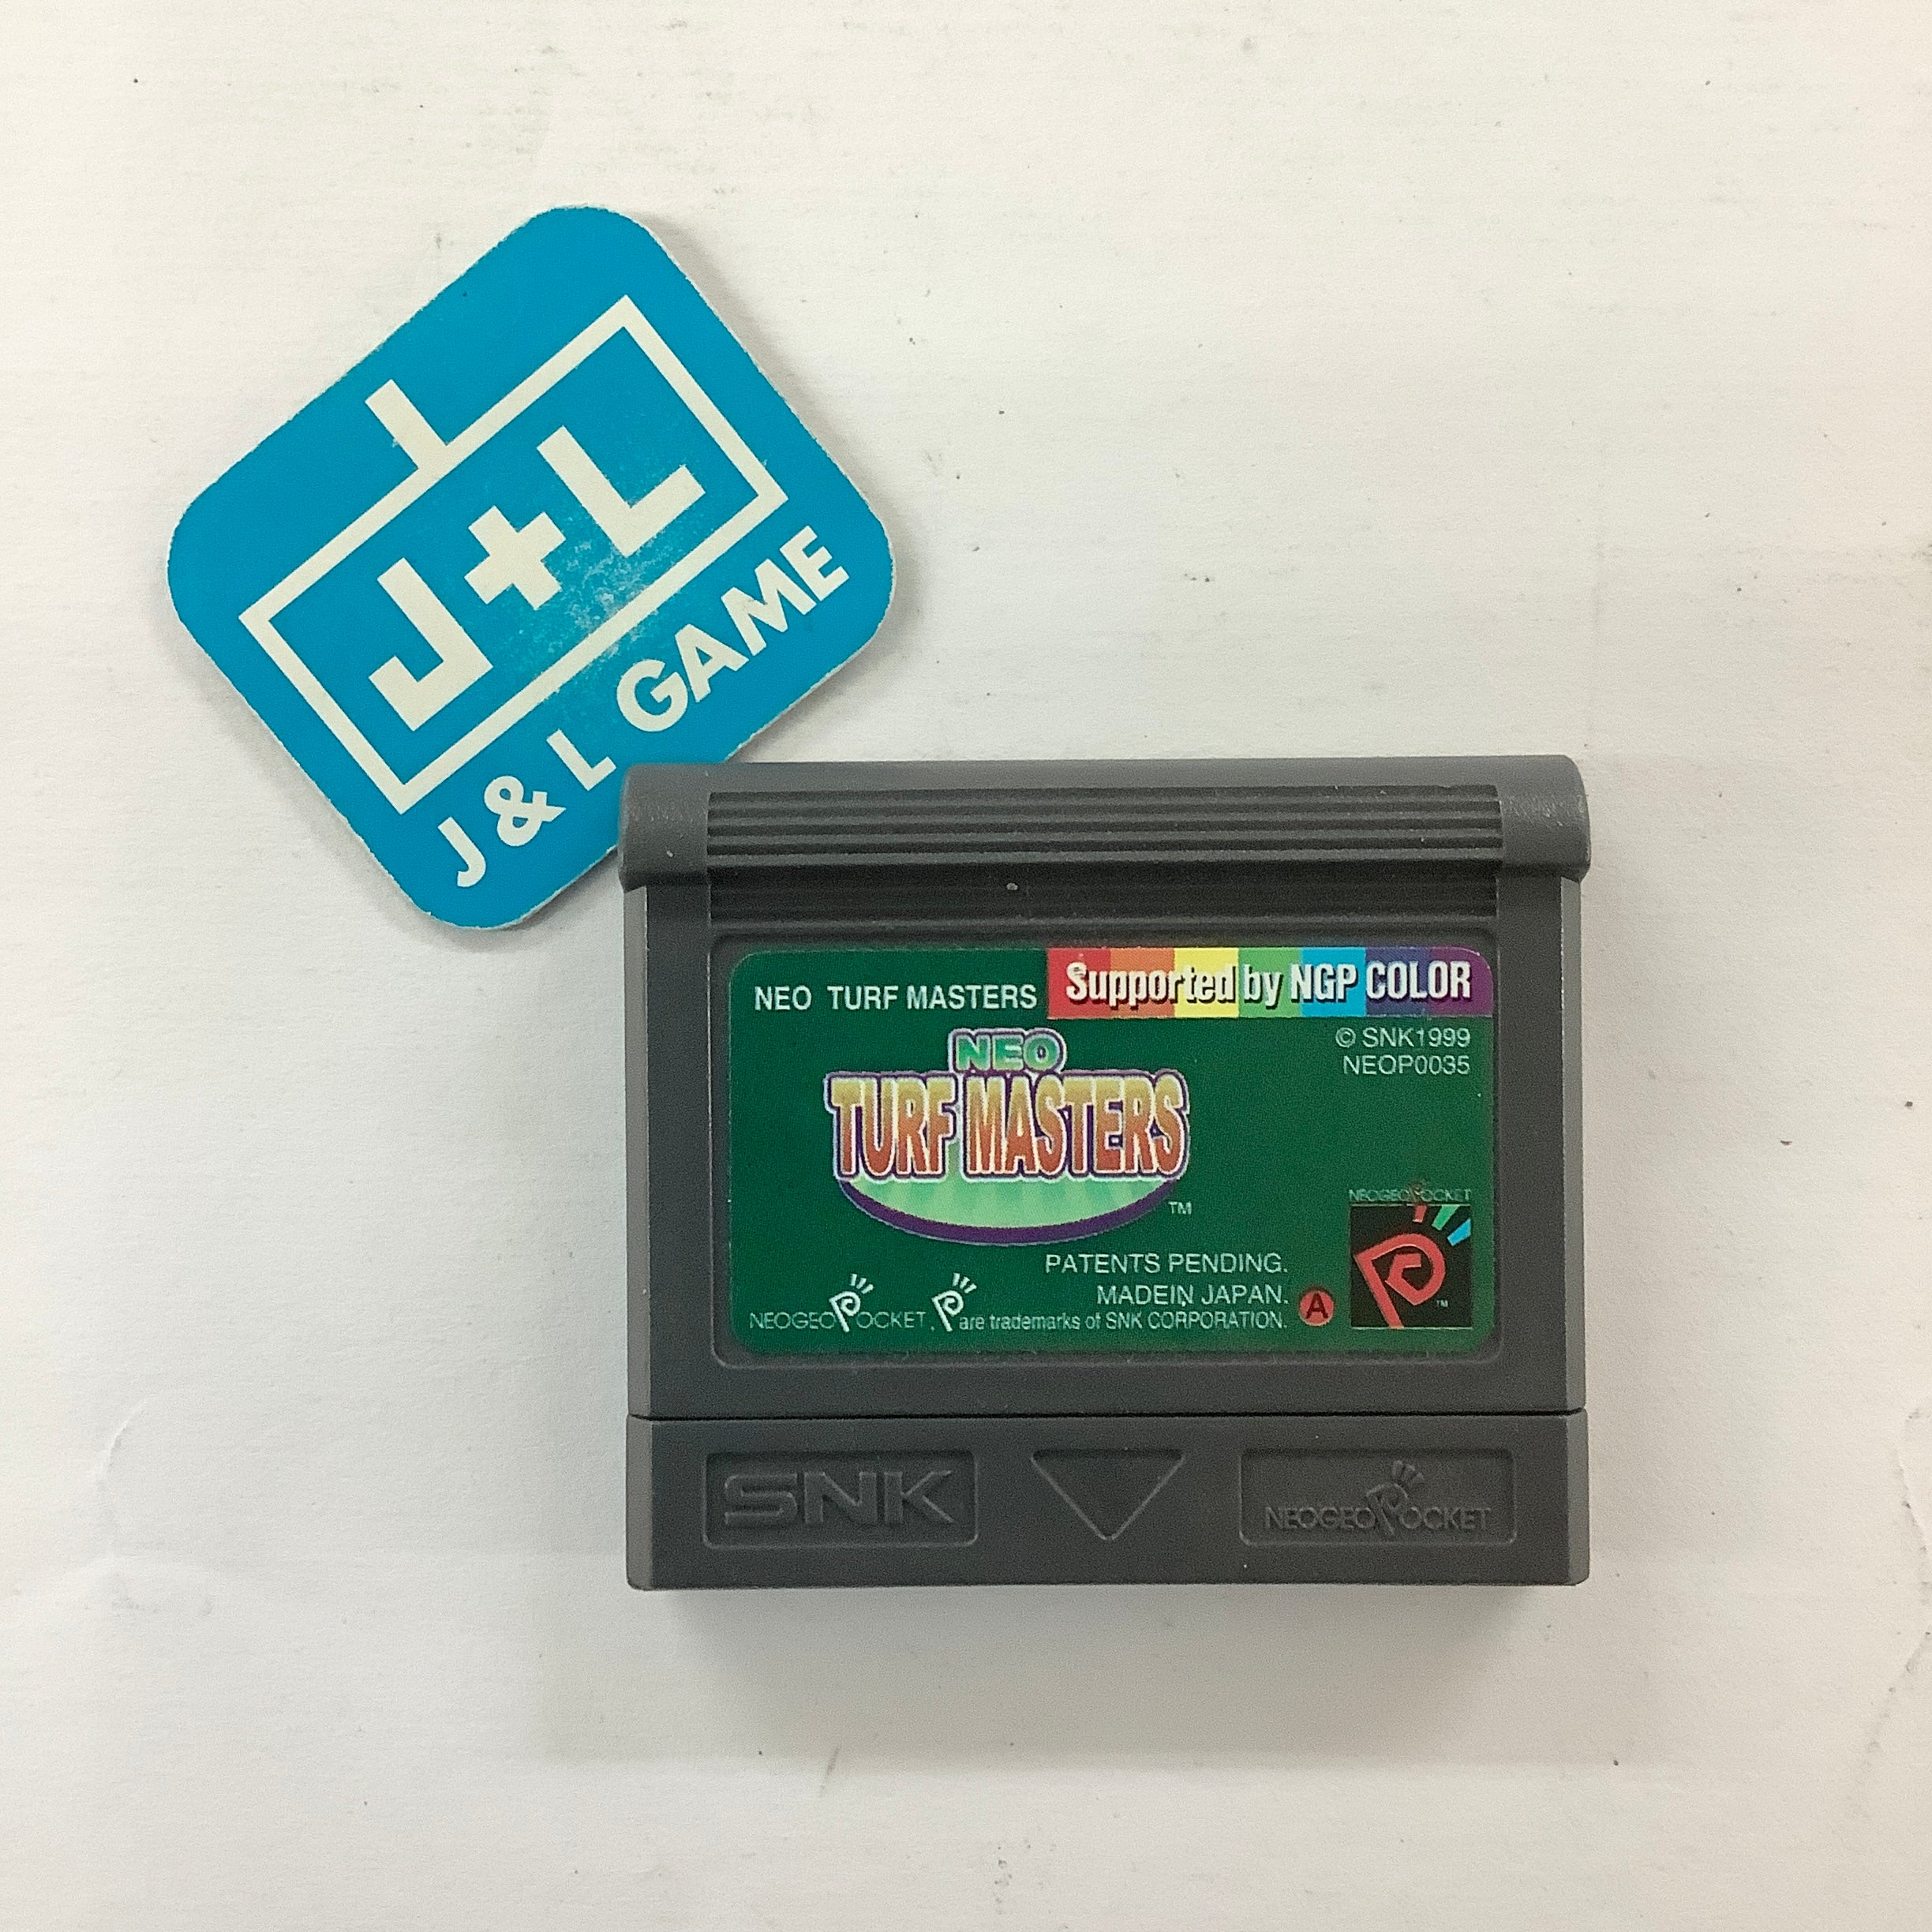 J+L
J & L GAME
NEO TURF MASTERS
Supported by NGP COLOR
© SNK1999
NEOP0035
NEO
TURF MASTERS
TM
NEOGEO POCKET
TM
PATENTS PENDING.
MADEIN JAPAN.
A
NEOGEO POCKET, P are trademarks of SNK CORPORATION.
SNK
NEOGEO POCKET